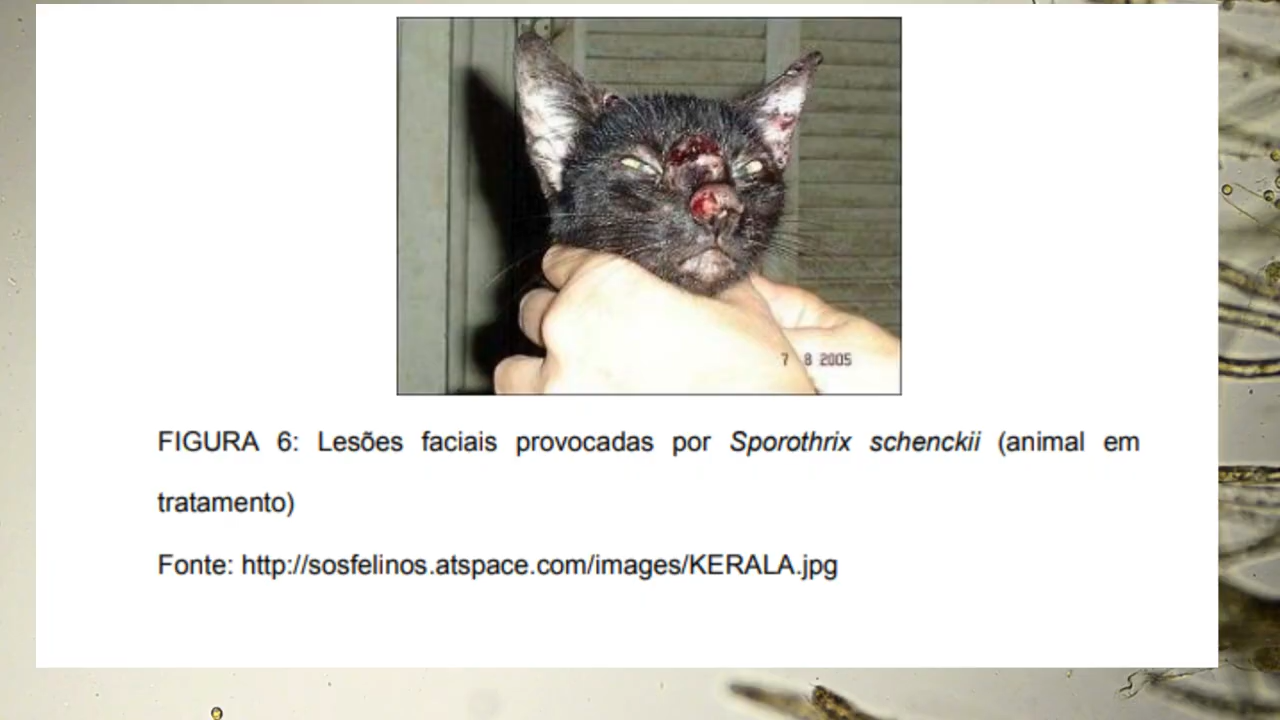 7 8 2005
FIGURA 6: Lesões faciais provocadas por Sporothrix schenckii (animal em
tratamento)
Fonte: http://sosfelinos.atspace.com/images/KERALA.jpg